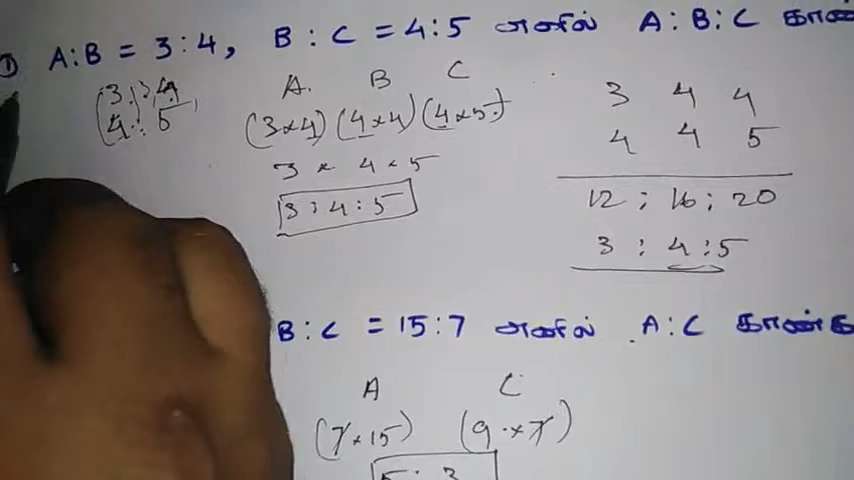 ① A:B = 3:4, B:C = 4:5 எனில் A:B:C காண
A. B C
(3×4) (4×4) (4×5)
3 × 4 × 5
3:4:5
3 4 4
4 4 5
12 : 16 : 20
3 : 4 : 5
B:C = 15:7 எனில் A:C காண்க
A C
(7×15) (9×7)
5 : 3